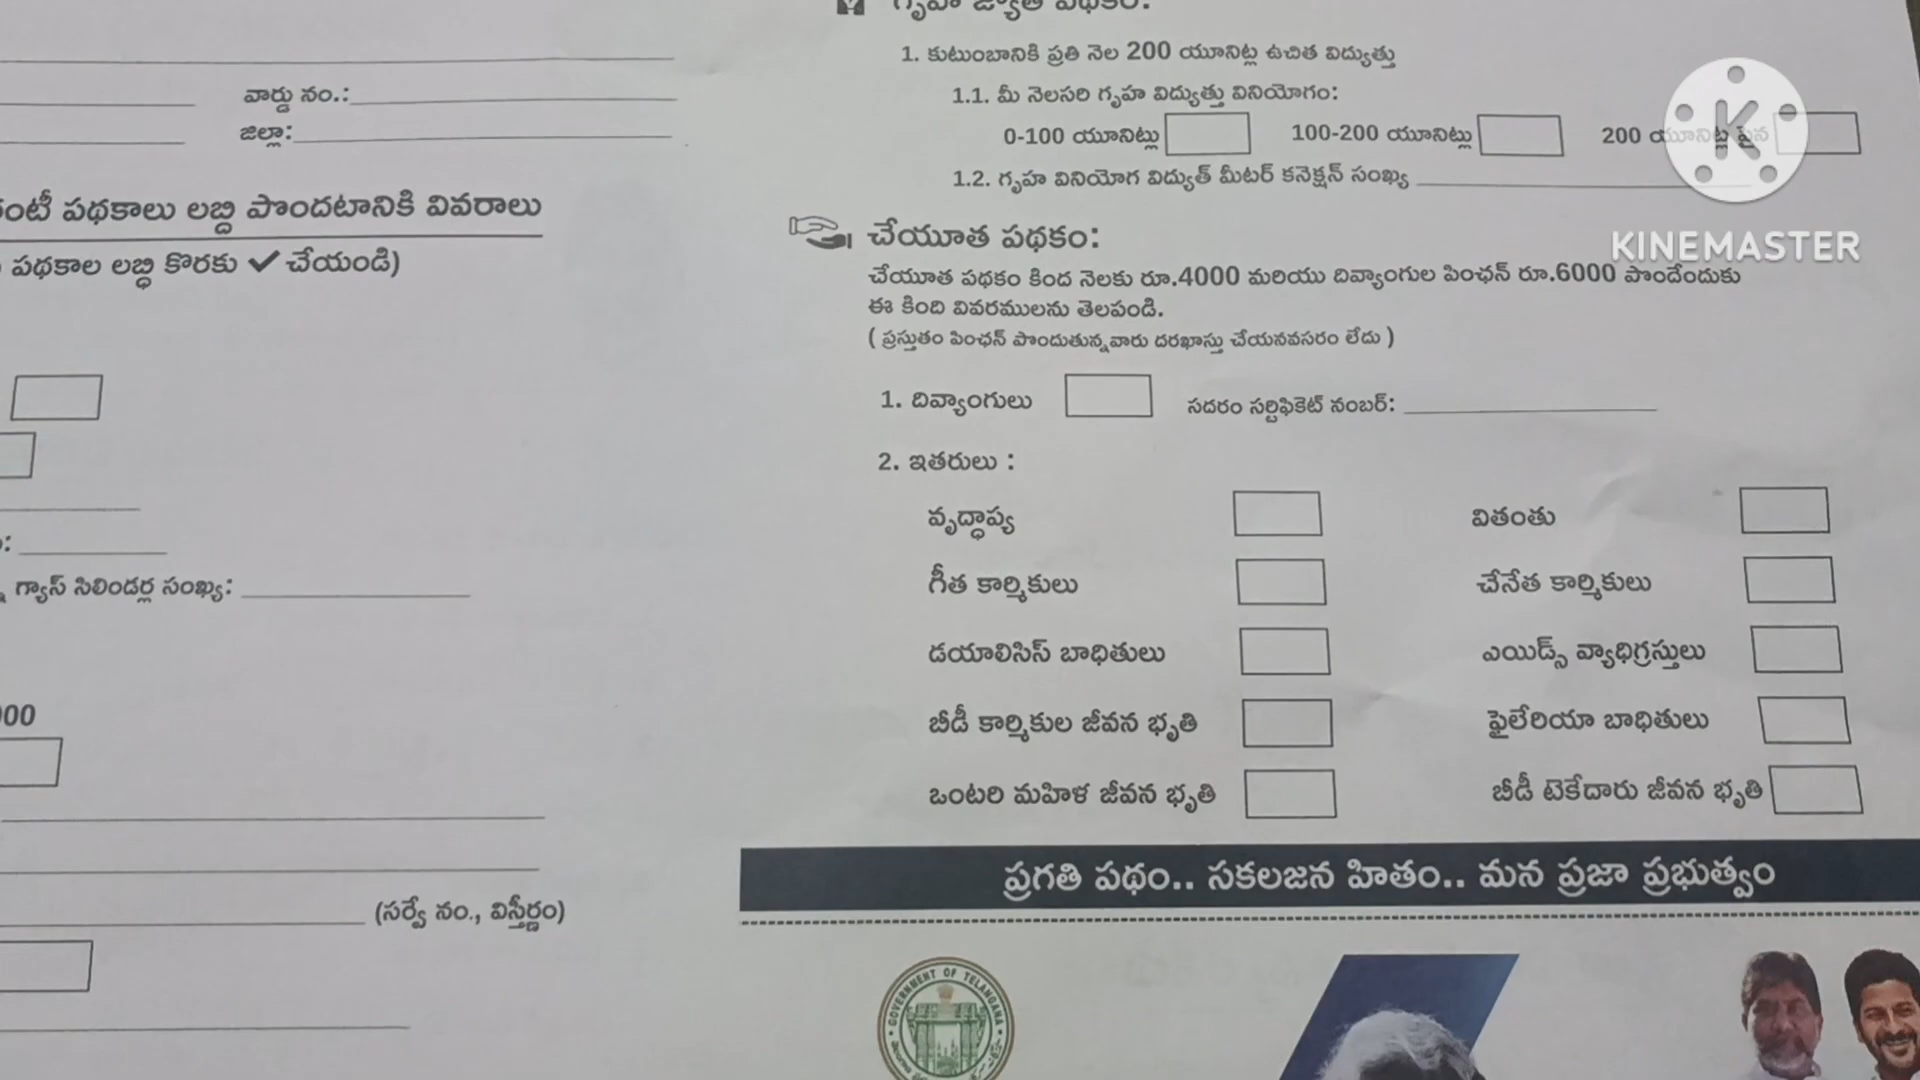 వార్డు నం.:
జిల్లా:
పథకాలు లబ్ది పొందటానికి వివరాలు
పథకాల లబ్ధి కొరకు ✓ చేయండి)
గ్యాస్ సిలిండర్ల సంఖ్య:
(సర్వే నం., విస్తీర్ణం)
1. కుటుంబానికి ప్రతి నెల 200 యూనిట్ల ఉచిత విద్యుత్తు
1.1. మీ నెలసరి గృహ విద్యుత్తు వినియోగం:
0-100 యూనిట్లు 100-200 యూనిట్లు 200 యూనిట్ల పైన
1.2. గృహ వినియోగ విద్యుత్ మీటర్ కనెక్షన్ సంఖ్య
KINEMASTER
చేయూత పథకం:
చేయూత పథకం కింద నెలకు రూ.4000 మరియు దివ్యాంగుల పింఛన్ రూ.6000 పొందేందుకు
ఈ కింది వివరములను తెలపండి.
( ప్రస్తుతం పింఛన్ పొందుతున్నవారు దరఖాస్తు చేయనవసరం లేదు )
1. దివ్యాంగులు సదరం సర్టిఫికెట్ నంబర్:
2. ఇతరులు :
వృద్ధాప్య వితంతు
గీత కార్మికులు చేనేత కార్మికులు
డయాలిసిస్ బాధితులు ఎయిడ్స్ వ్యాధిగ్రస్తులు
బీడీ కార్మికుల జీవన భృతి ఫైలేరియా బాధితులు
ఒంటరి మహిళ జీవన భృతి బీడీ టెకేదారు జీవన భృతి
ప్రగతి పథం.. సకలజన హితం.. మన ప్రజా ప్రభుత్వం
GOVERNMENT OF TELANGANA